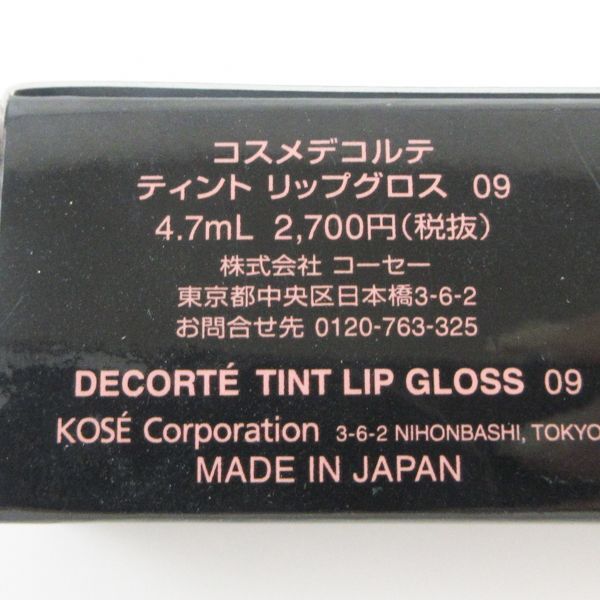 コスメデコルテ
ティント リップグロス 09
4.7mL 2,700円(税抜)
株式会社 コーセー
東京都中央区日本橋3-6-2
お問合せ先 0120-763-325
DECORTÉ TINT LIP GLOSS 09
KOSÉ Corporation 3-6-2 NIHONBASHI, TOKYO
MADE IN JAPAN